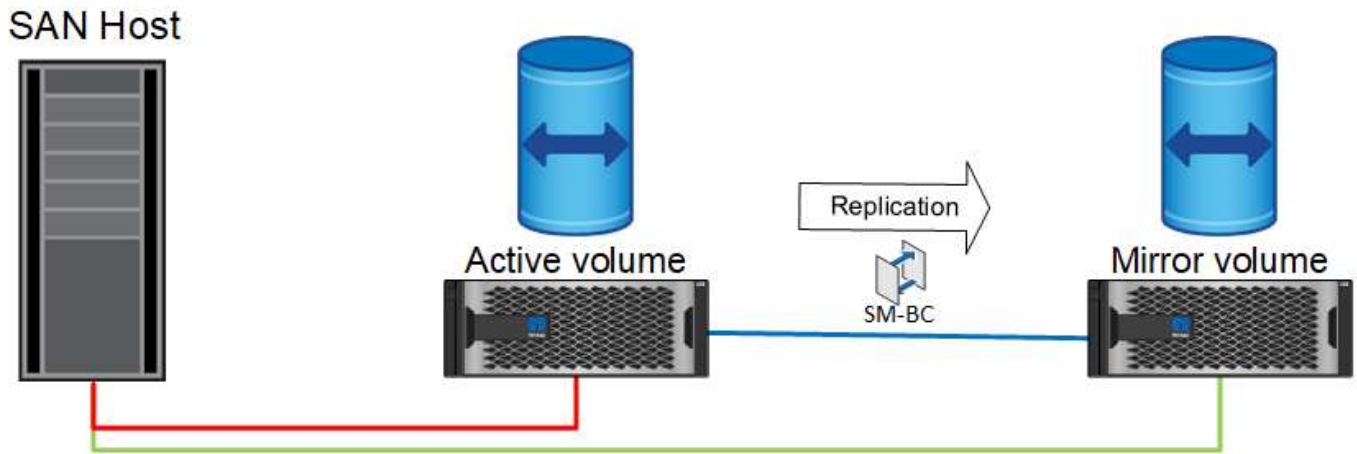 SAN Host
Replication
Active volume
Mirror volume
SM-BC